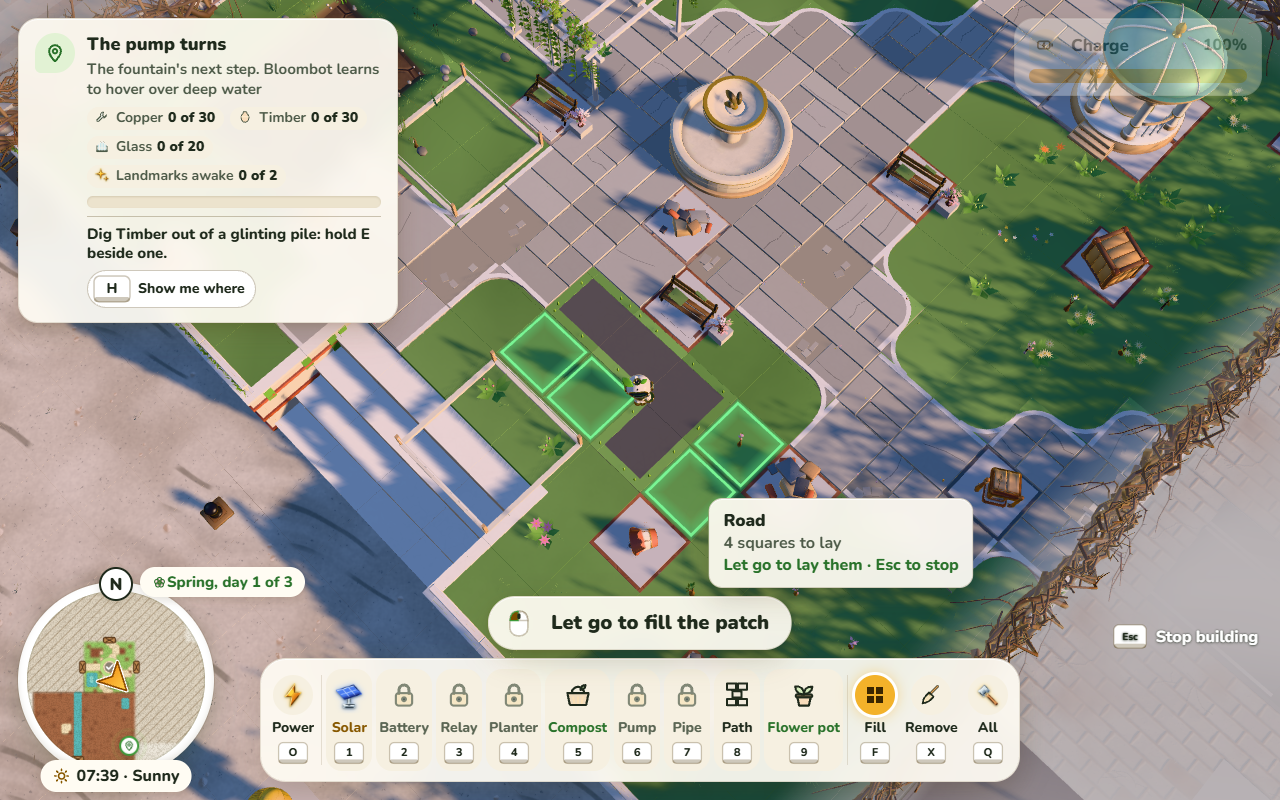 The pump turns
The fountain's next step. Bloombot learns
to hover over deep water
Copper 0 of 30 Timber 0 of 30
Glass 0 of 20
Landmarks awake 0 of 2
Dig Timber out of a glinting pile: hold E
beside one.
H Show me where
Charge 100%
Road
4 squares to lay
Let go to lay them · Esc to stop
Let go to fill the patch
Esc Stop building
N
Spring, day 1 of 3
07:39 · Sunny
Power Solar Battery Relay Planter Compost Pump Pipe Path Flower pot Fill Remove All
O 1 2 3 4 5 6 7 8 9 F X Q